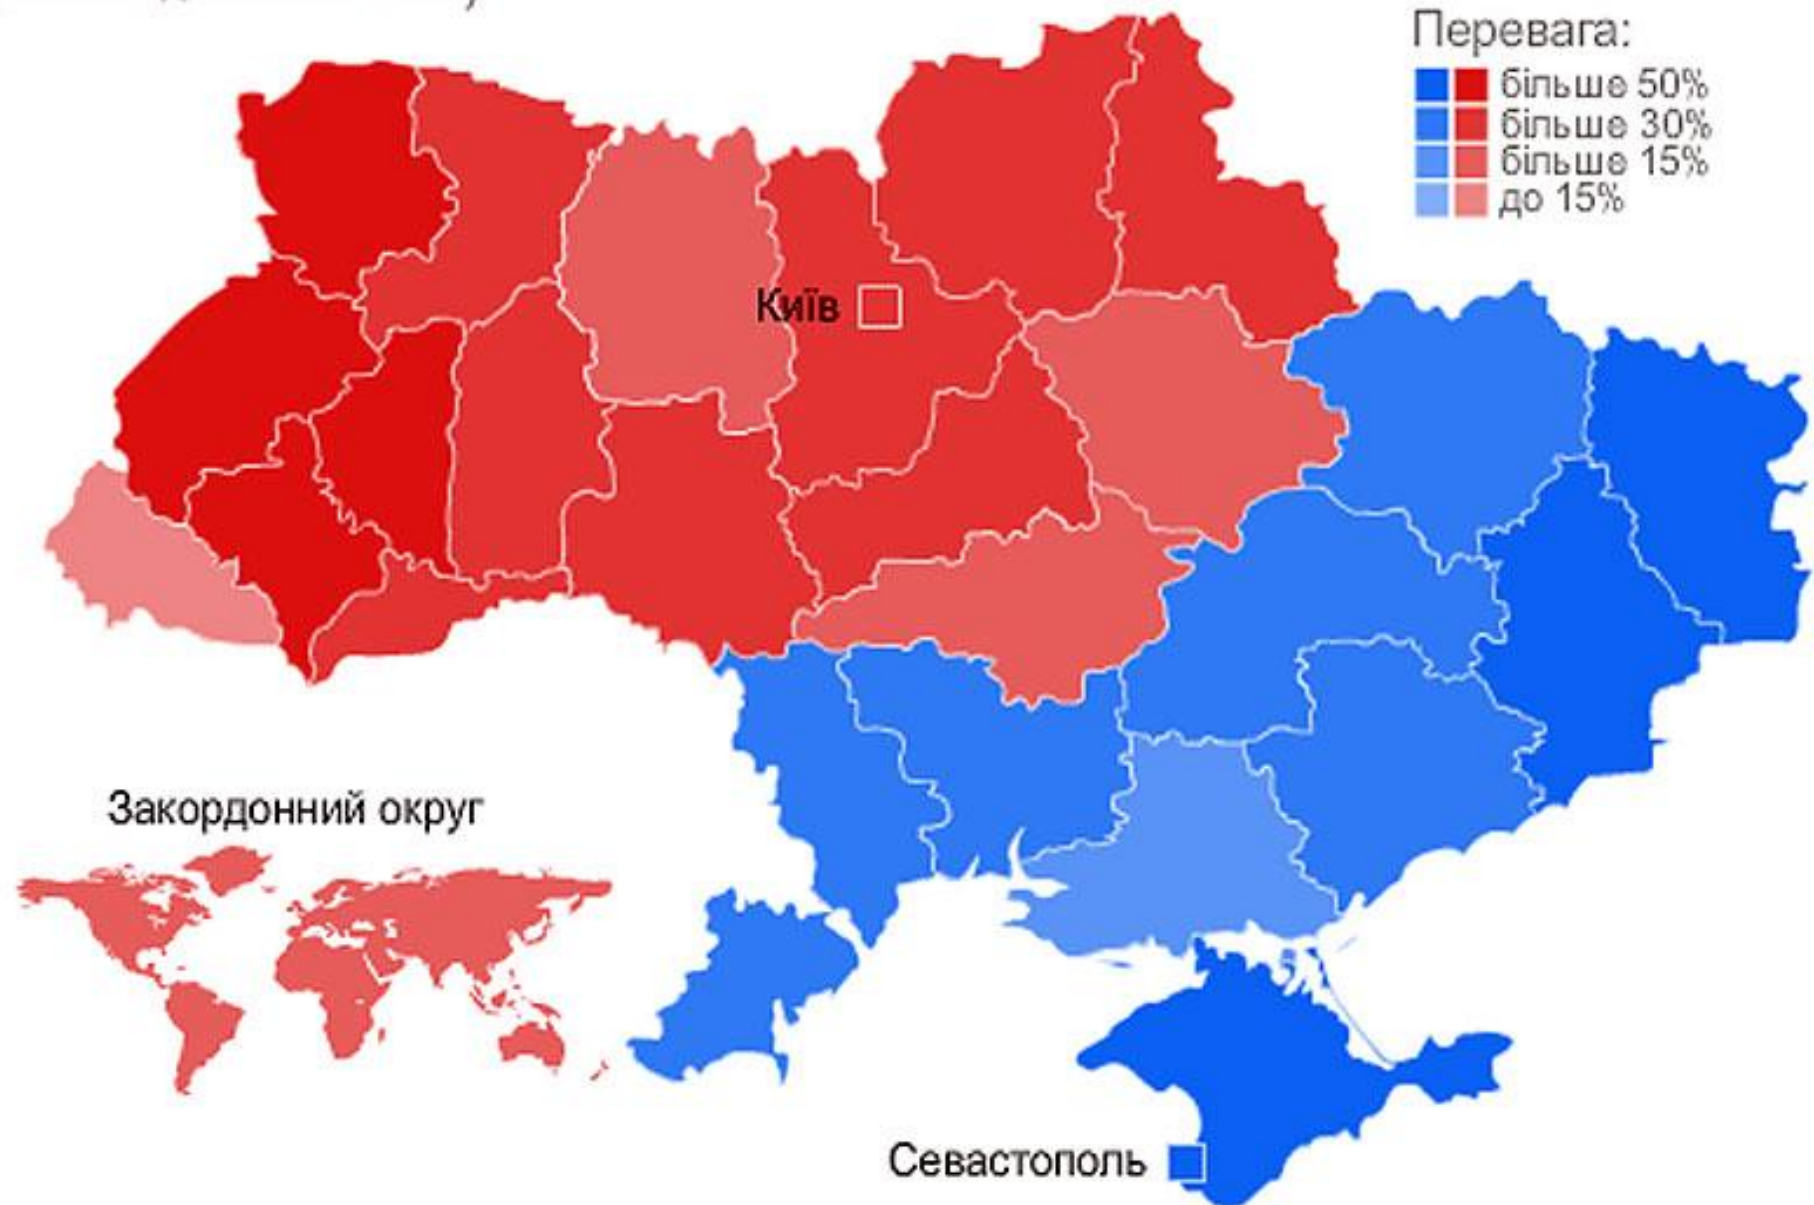 Перевага:
більше 50%
більше 30%
більше 15%
до 15%
Київ
Закордонний округ
Севастополь